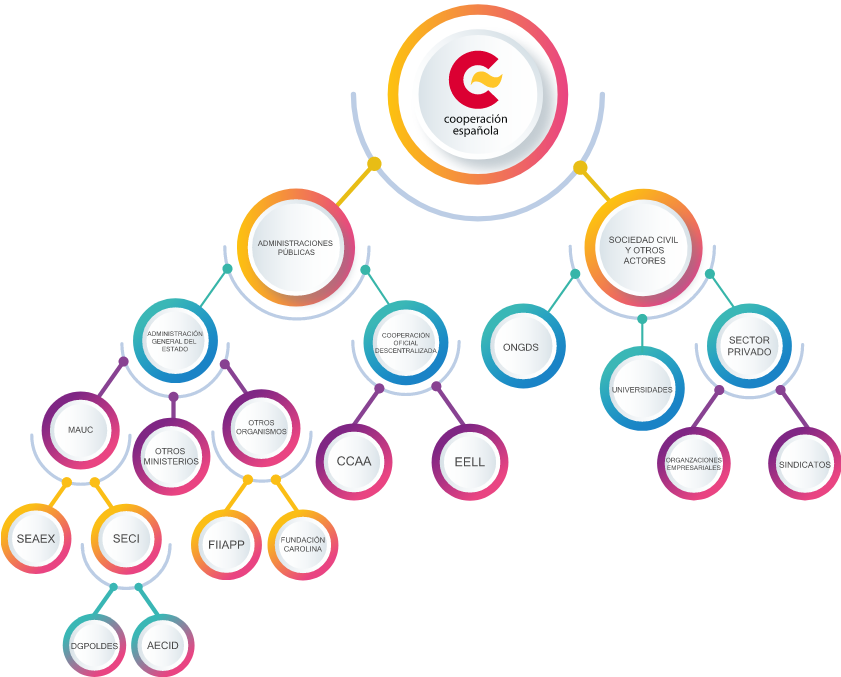 cooperación
española
ADMINISTRACIONES
PÚBLICAS
SOCIEDAD CIVIL
Y OTROS
ACTORES
ADMINISTRACIÓN
GENERAL DEL
ESTADO
COOPERACIÓN
OFICIAL
DESCENTRALIZADA
ONGDS
UNIVERSIDADES
SECTOR
PRIVADO
MAUC
OTROS
MINISTERIOS
OTROS
ORGANISMOS
CCAA
EELL
ORGANZACIONES
EMPRESARIALES
SINDICATOS
SEAEX
SECI
FIIAPP
FUNDACIÓN
CAROLINA
DGPOLDES
AECID